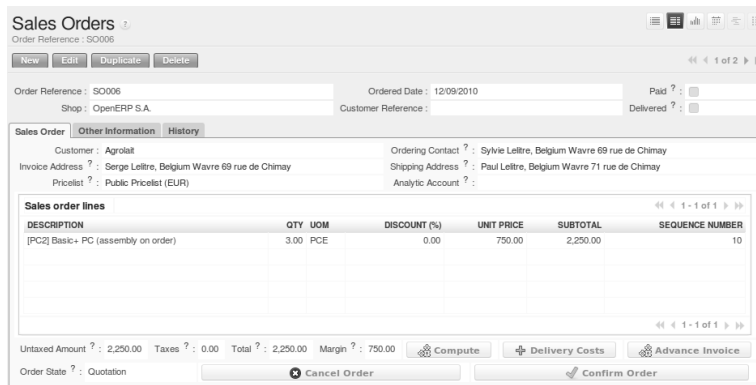 Sales Orders ?
Order Reference : SO006
New Edit Duplicate Delete 1 of 2
Order Reference : SO006 Ordered Date : 12/09/2010 Paid ? :
Shop : OpenERP S.A. Customer Reference : Delivered ? :
Sales Order Other Information History
Customer : Agrolait Ordering Contact ? : Sylvie Lelitre, Belgium Wavre 69 rue de Chimay
Invoice Address ? : Serge Lelitre, Belgium Wavre 69 rue de Chimay Shipping Address ? : Paul Lelitre, Belgium Wavre 71 rue de Chimay
Pricelist ? : Public Pricelist (EUR) Analytic Account ? :
Sales order lines 1 - 1 of 1
DESCRIPTION QTY UOM DISCOUNT (%) UNIT PRICE SUBTOTAL SEQUENCE NUMBER
[PC2] Basic+ PC (assembly on order) 3.00 PCE 0.00 750.00 2,250.00 10
1 - 1 of 1
Untaxed Amount ? : 2,250.00 Taxes ? : 0.00 Total ? : 2,250.00 Margin ? : 750.00 Compute Delivery Costs Advance Invoice
Order State ? : Quotation Cancel Order Confirm Order